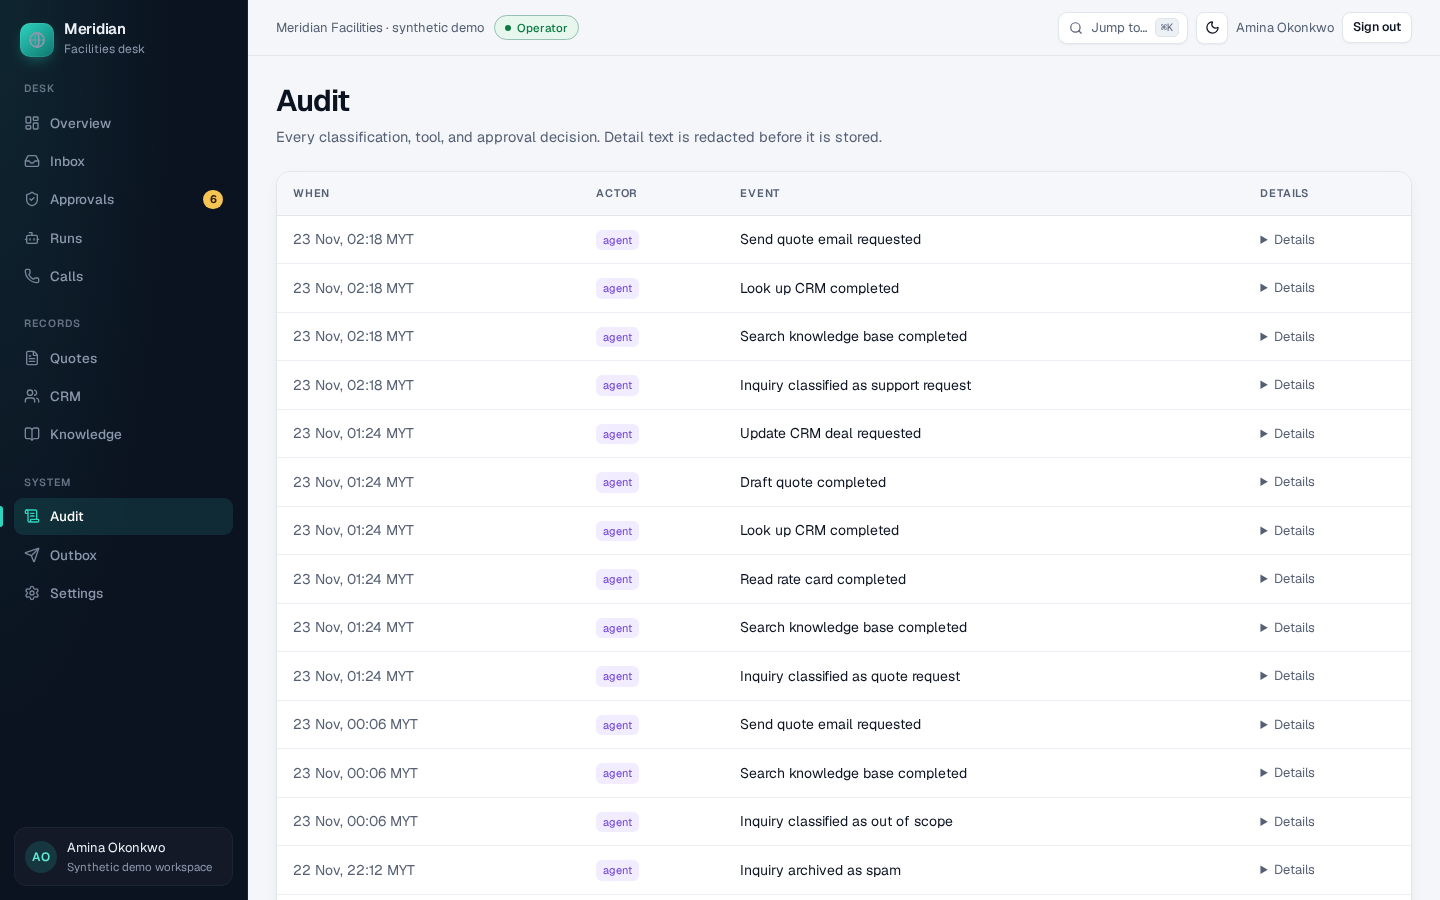 Meridian
Facilities desk
DESK
Overview
Inbox
Approvals 6
Runs
Calls
RECORDS
Quotes
CRM
Knowledge
SYSTEM
Audit
Outbox
Settings
AO
Amina Okonkwo
Synthetic demo workspace
Meridian Facilities · synthetic demo Operator Jump to... ⌘K Amina Okonkwo Sign out
Audit
Every classification, tool, and approval decision. Detail text is redacted before it is stored.
WHEN ACTOR EVENT DETAILS
23 Nov, 02:18 MYT agent Send quote email requested Details
23 Nov, 02:18 MYT agent Look up CRM completed Details
23 Nov, 02:18 MYT agent Search knowledge base completed Details
23 Nov, 02:18 MYT agent Inquiry classified as support request Details
23 Nov, 01:24 MYT agent Update CRM deal requested Details
23 Nov, 01:24 MYT agent Draft quote completed Details
23 Nov, 01:24 MYT agent Look up CRM completed Details
23 Nov, 01:24 MYT agent Read rate card completed Details
23 Nov, 01:24 MYT agent Search knowledge base completed Details
23 Nov, 01:24 MYT agent Inquiry classified as quote request Details
23 Nov, 00:06 MYT agent Send quote email requested Details
23 Nov, 00:06 MYT agent Search knowledge base completed Details
23 Nov, 00:06 MYT agent Inquiry classified as out of scope Details
22 Nov, 22:12 MYT agent Inquiry archived as spam Details